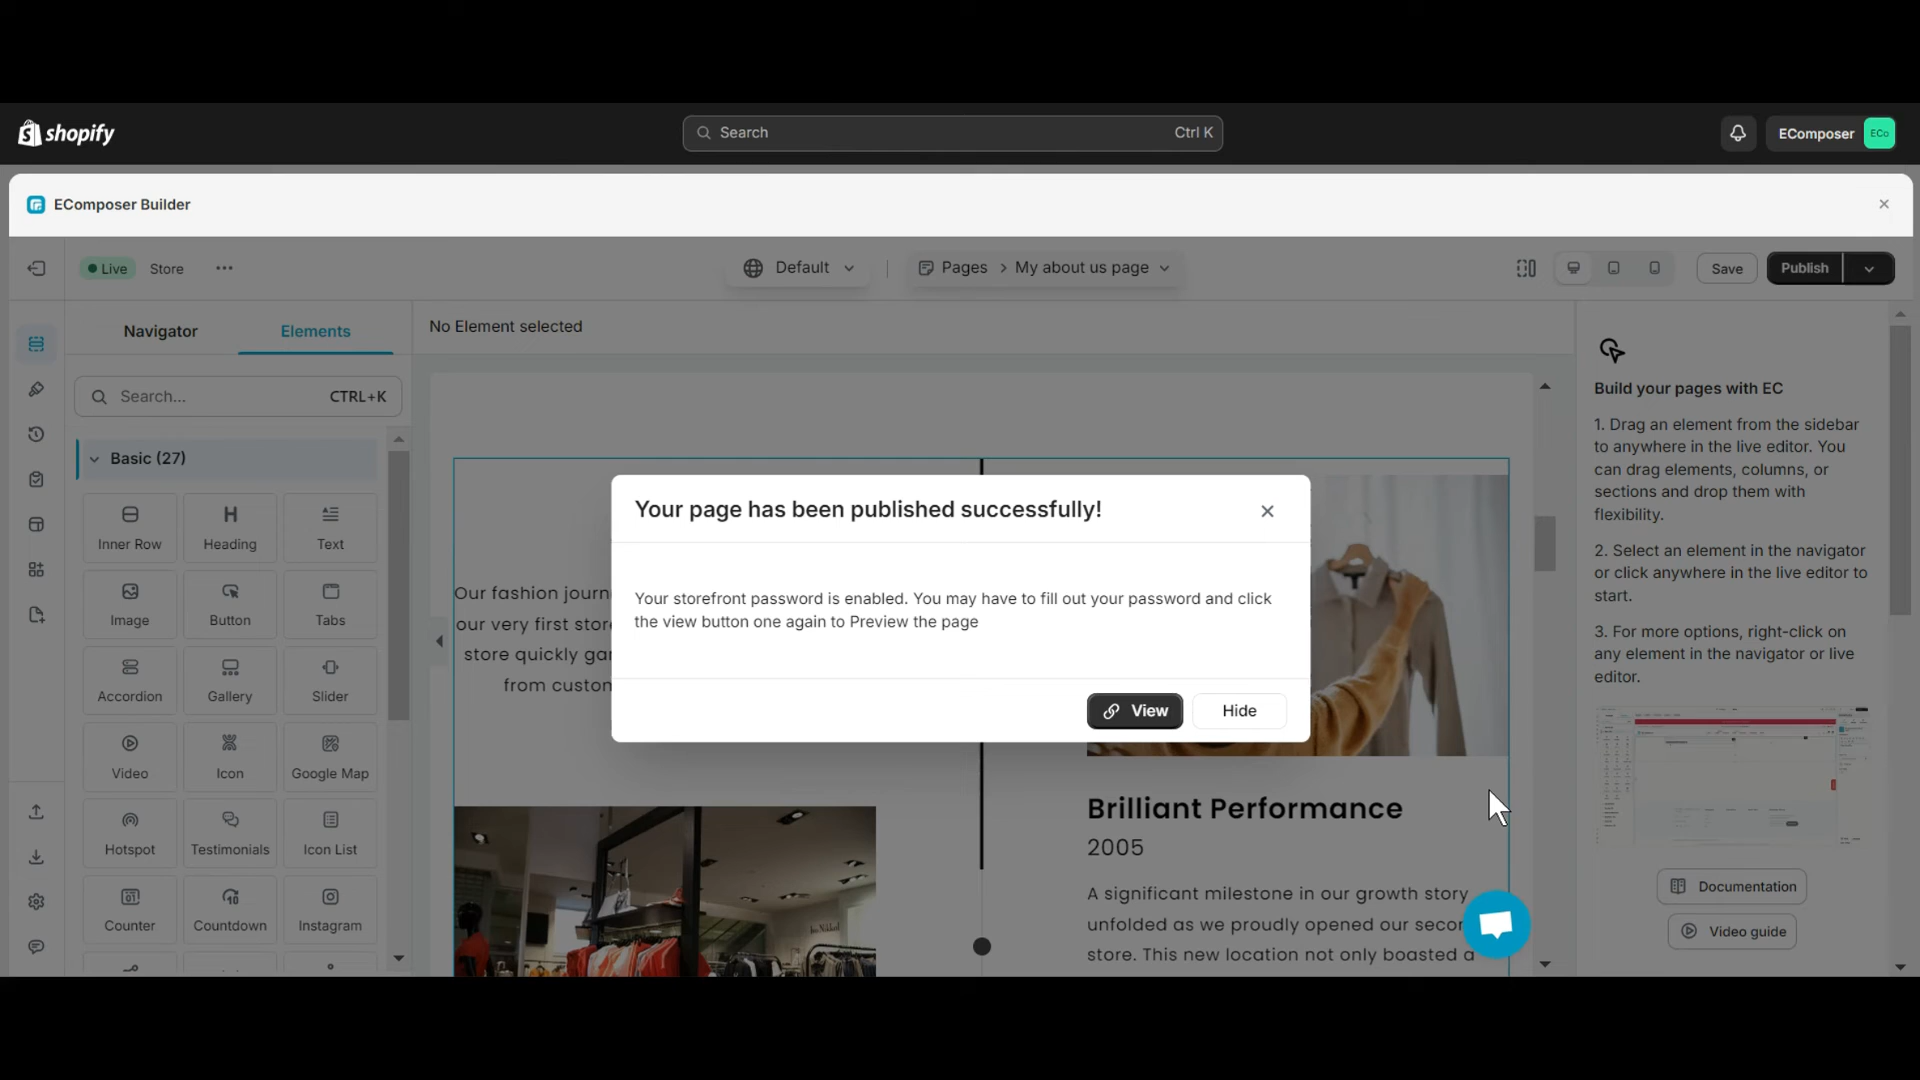 shopify
Search
Ctrl K
EComposer
ECo
EComposer Builder
Live
Store
Default
Pages
My about us page
Save
Publish
Navigator
Elements
No Element selected
Search...
CTRL+K
Basic (27)
Inner Row
Heading
Text
Image
Button
Tabs
Accordion
Gallery
Slider
Video
Icon
Google Map
Hotspot
Testimonials
Icon List
Counter
Countdown
Instagram
Our fashion journ
our very first store
store quickly gar
from custom
Your page has been published successfully!
Your storefront password is enabled. You may have to fill out your password and click
the view button one again to Preview the page
View
Hide
Brilliant Performance
2005
A significant milestone in our growth story
unfolded as we proudly opened our secon
store. This new location not only boasted a
Build your pages with EC
1. Drag an element from the sidebar
to anywhere in the live editor. You
can drag elements, columns, or
sections and drop them with
flexibility.
2. Select an element in the navigator
or click anywhere in the live editor to
start.
3. For more options, right-click on
any element in the navigator or live
editor.
Documentation
Video guide